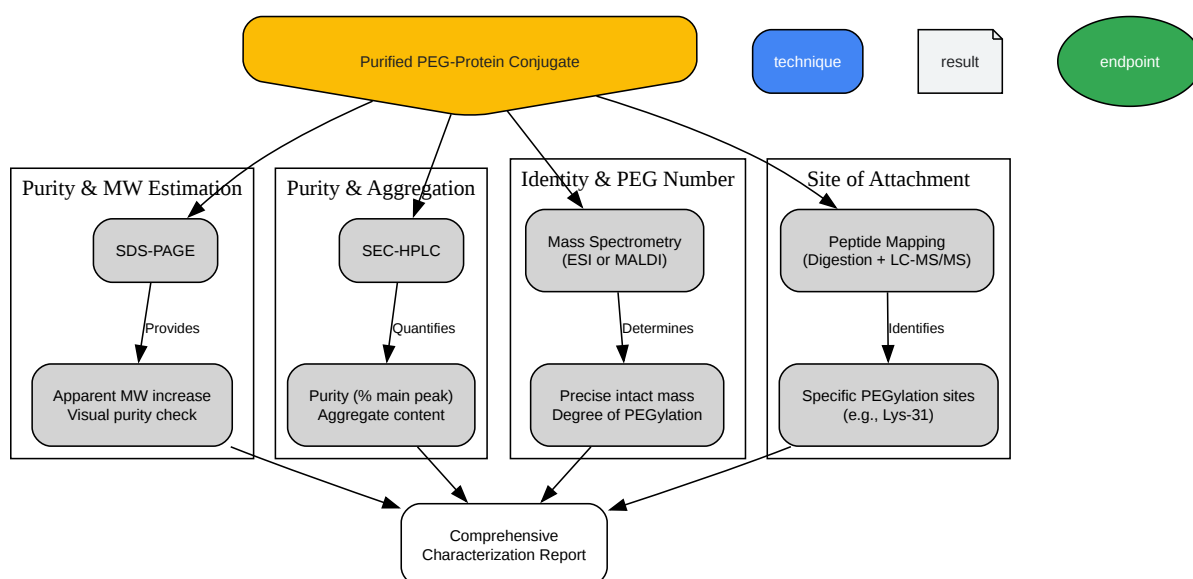 Purified PEG-Protein Conjugate
technique
result
endpoint
Purity & MW Estimation
SDS-PAGE
Provides
Apparent MW increase
Visual purity check
Purity & Aggregation
SEC-HPLC
Quantifies
Purity (% main peak)
Aggregate content
Identity & PEG Number
Mass Spectrometry
(ESI or MALDI)
Determines
Precise intact mass
Degree of PEGylation
Site of Attachment
Peptide Mapping
(Digestion + LC-MS/MS)
Identifies
Specific PEGylation sites
(e.g., Lys-31)
Comprehensive
Characterization Report